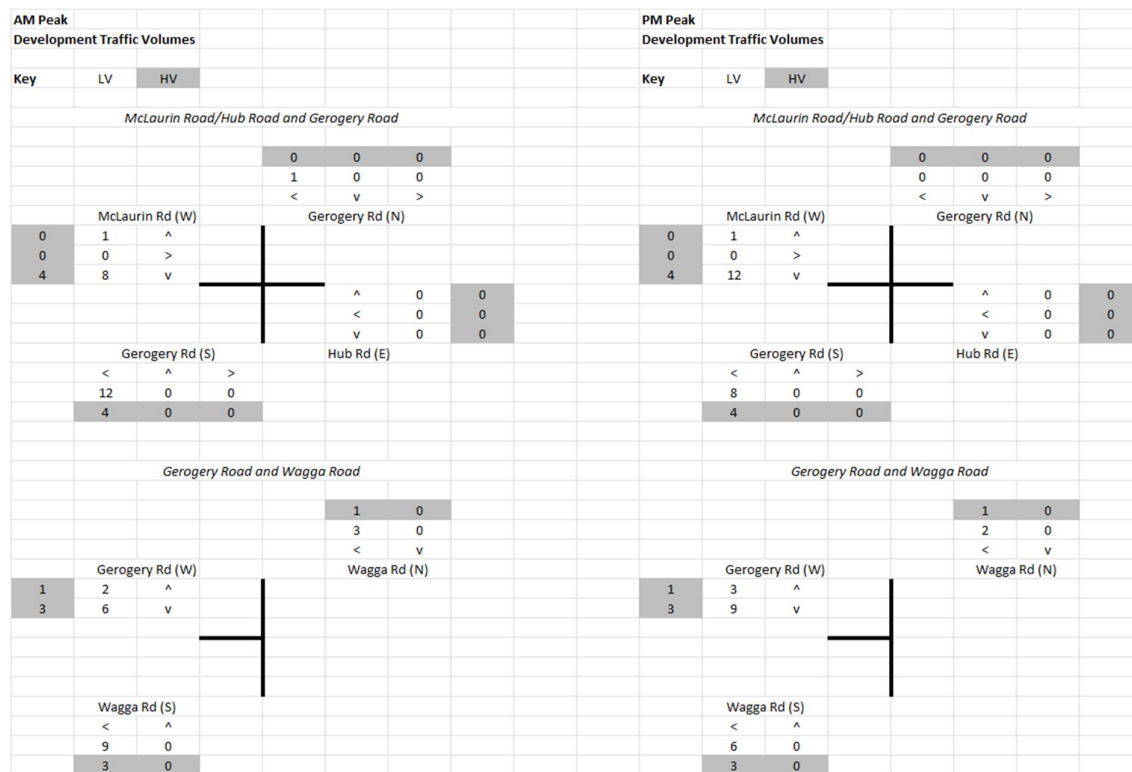 AM Peak PM Peak
Development Traffic Volumes Development Traffic Volumes
Key LV HV Key LV HV
McLaurin Road/Hub Road and Gerogery Road McLaurin Road/Hub Road and Gerogery Road
0 0 0 0 0 0
1 0 0 0 0 0
< v > < v >
McLaurin Rd (W) Gerogery Rd (N) McLaurin Rd (W) Gerogery Rd (N)
0 1 ^ 0 1 ^
0 0 > 0 0 >
4 8 v 4 12 v
^ 0 0 ^ 0 0
< 0 0 < 0 0
v 0 0 v 0 0
Gerogery Rd (S) Hub Rd (E) Gerogery Rd (S) Hub Rd (E)
< ^ > < ^ >
12 0 0 8 0 0
4 0 0 4 0 0
Gerogery Road and Wagga Road Gerogery Road and Wagga Road
1 0 1 0
3 0 2 0
< v < v
Gerogery Rd (W) Wagga Rd (N) Gerogery Rd (W) Wagga Rd (N)
1 2 ^ 1 3 ^
3 6 v 3 9 v
Wagga Rd (S) Wagga Rd (S)
< ^ < ^
9 0 6 0
3 0 3 0